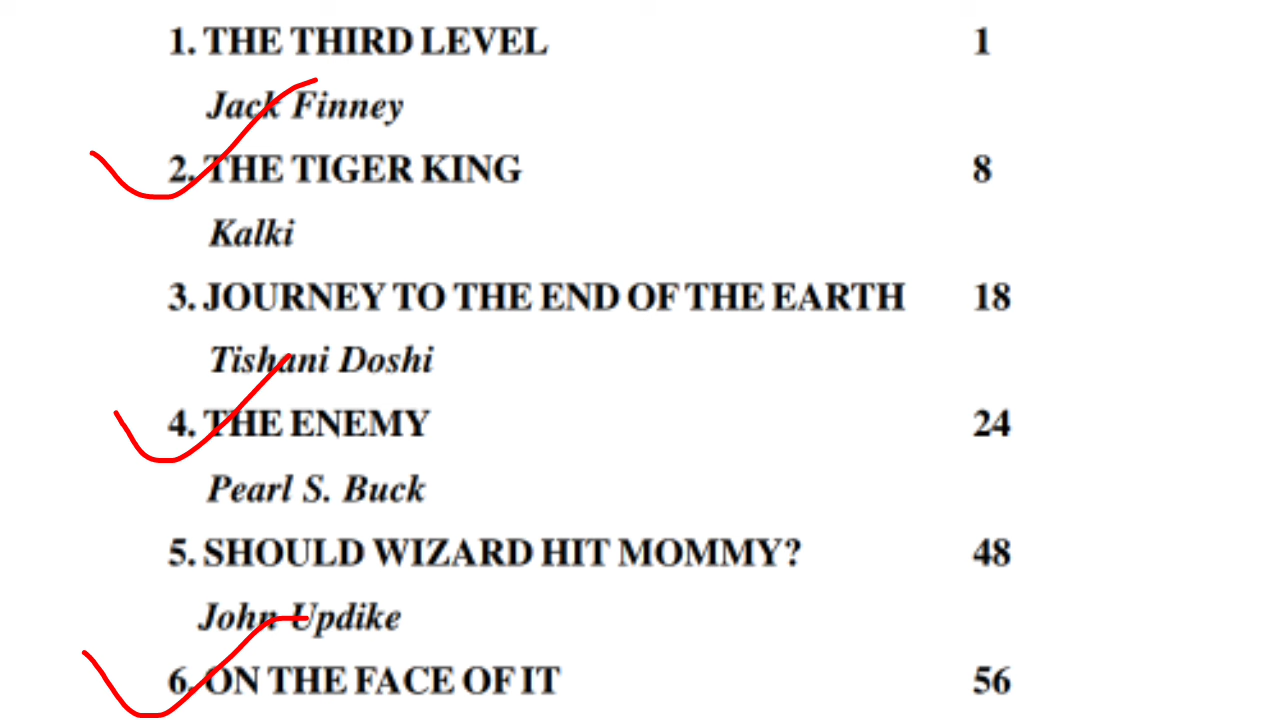 1. THE THIRD LEVEL 1
Jack Finney
2. THE TIGER KING 8
Kalki
3. JOURNEY TO THE END OF THE EARTH 18
Tishani Doshi
4. THE ENEMY 24
Pearl S. Buck
5. SHOULD WIZARD HIT MOMMY? 48
John Updike
6. ON THE FACE OF IT 56